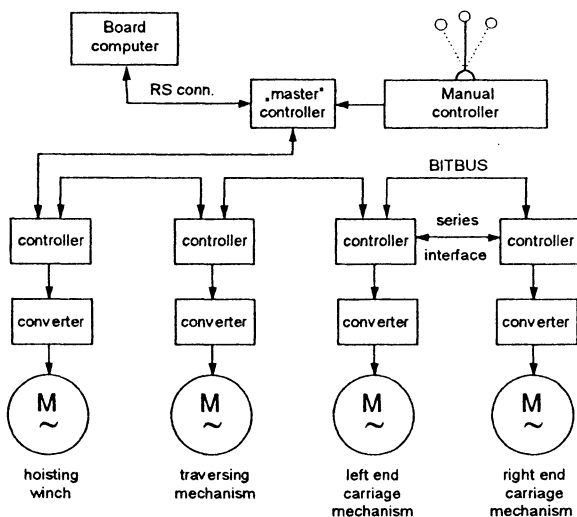 Board
computer
RS conn.
„master"
controller
Manual
controller
BITBUS
controller
controller
controller
series
interface
controller
converter
converter
converter
converter
M
~
M
~
M
~
M
~
hoisting
winch
traversing
mechanism
left end
carriage
mechanism
right end
carriage
mechanism